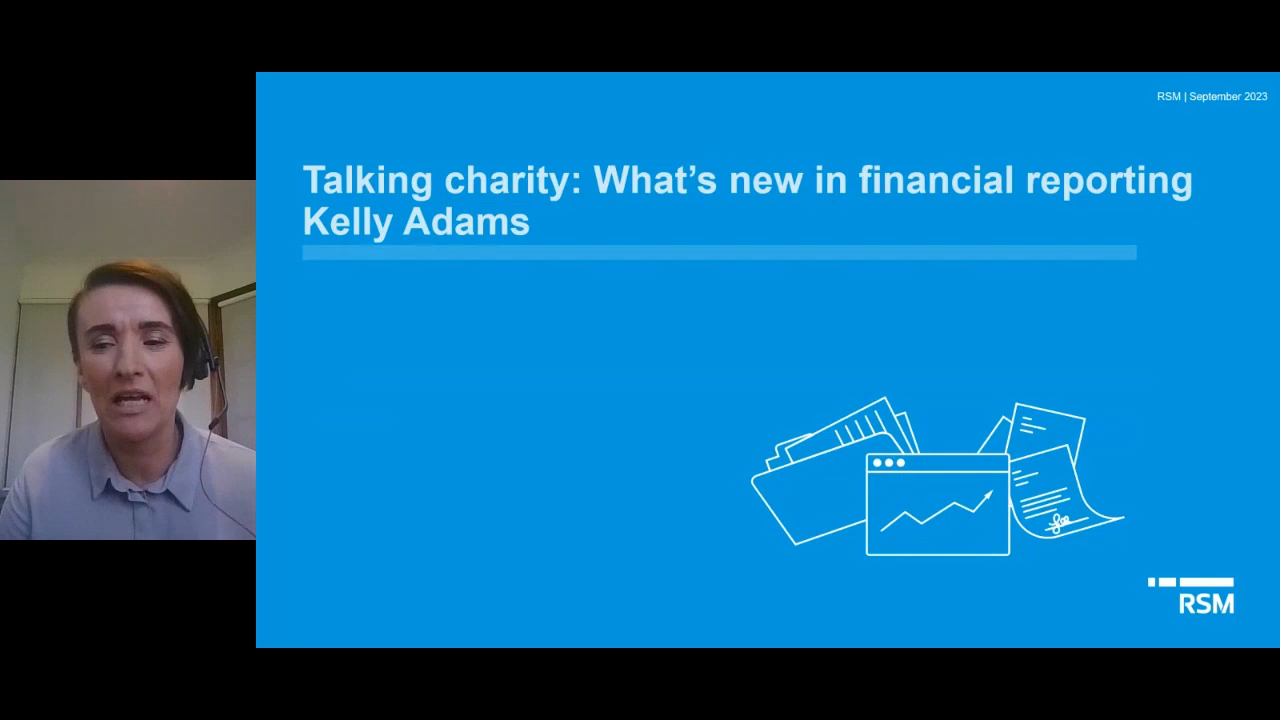 RSM | September 2023
Talking charity: What’s new in financial reporting
Kelly Adams
RSM